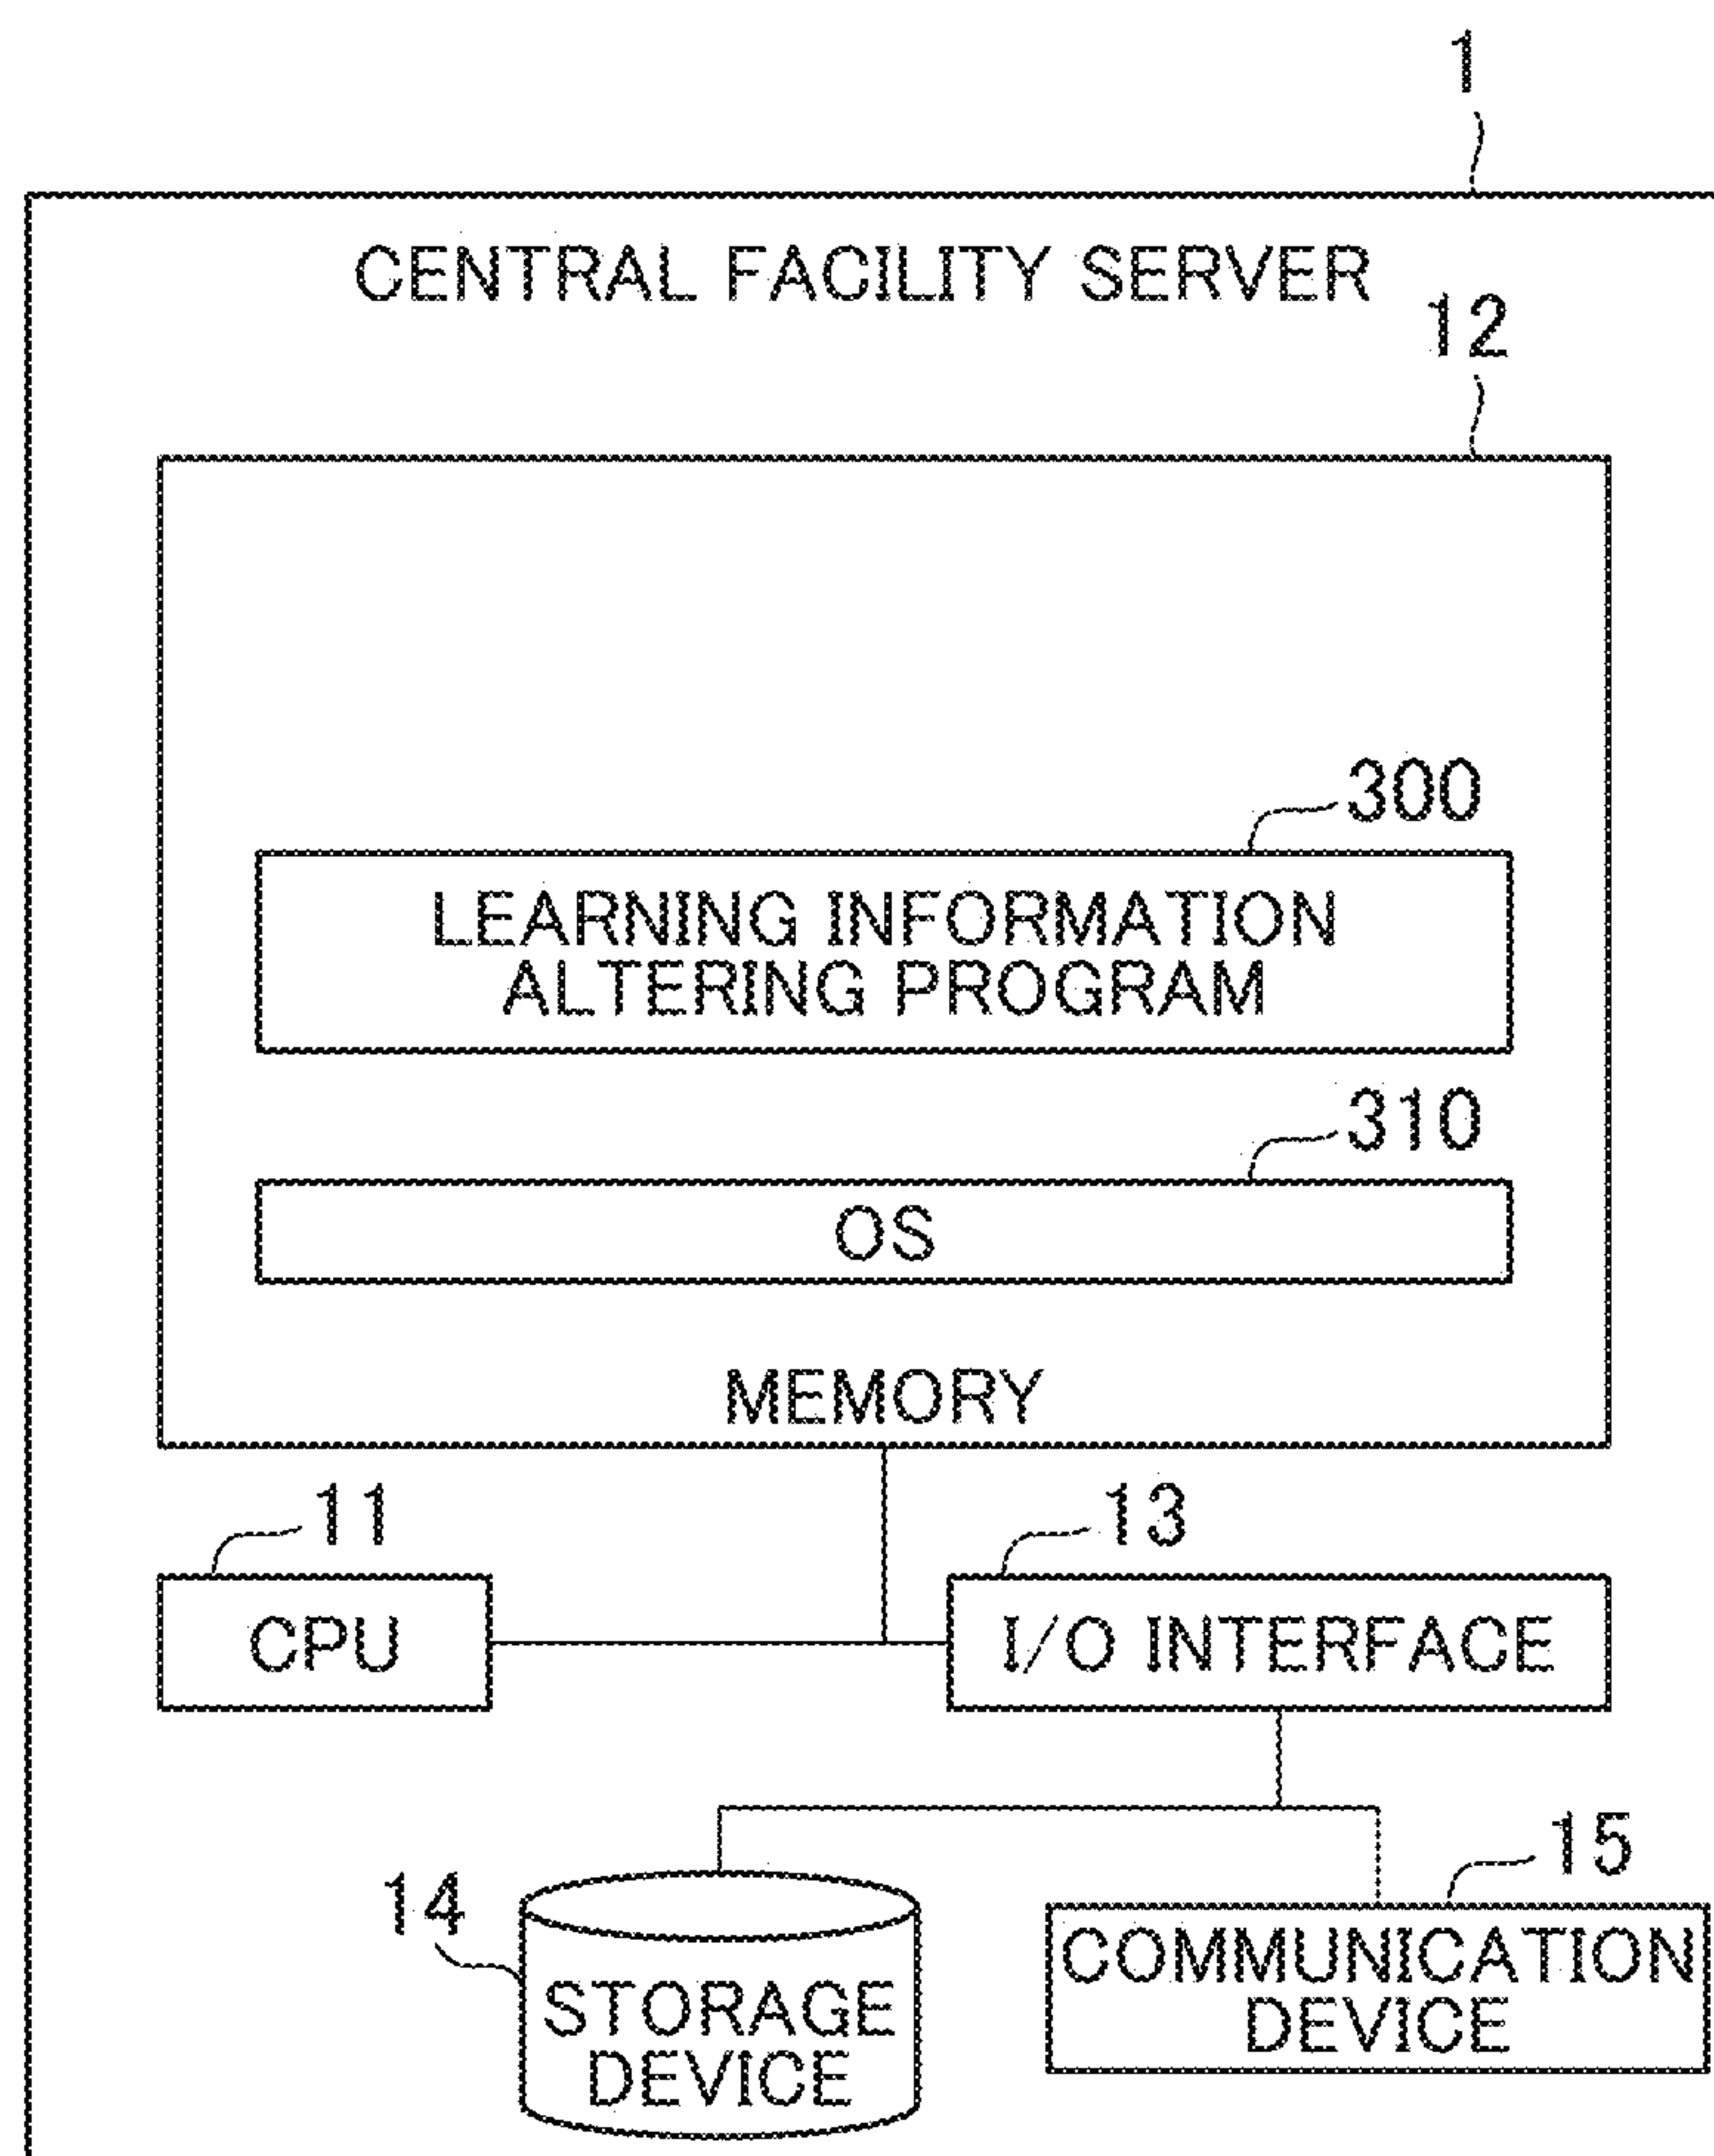 1
CENTRAL FACILITY SERVER
12
300
LEARNING INFORMATION
ALTERING PROGRAM
310
OS
MEMORY
11
13
CPU
I/O INTERFACE
15
14
COMMUNICATION
DEVICE
STORAGE
DEVICE